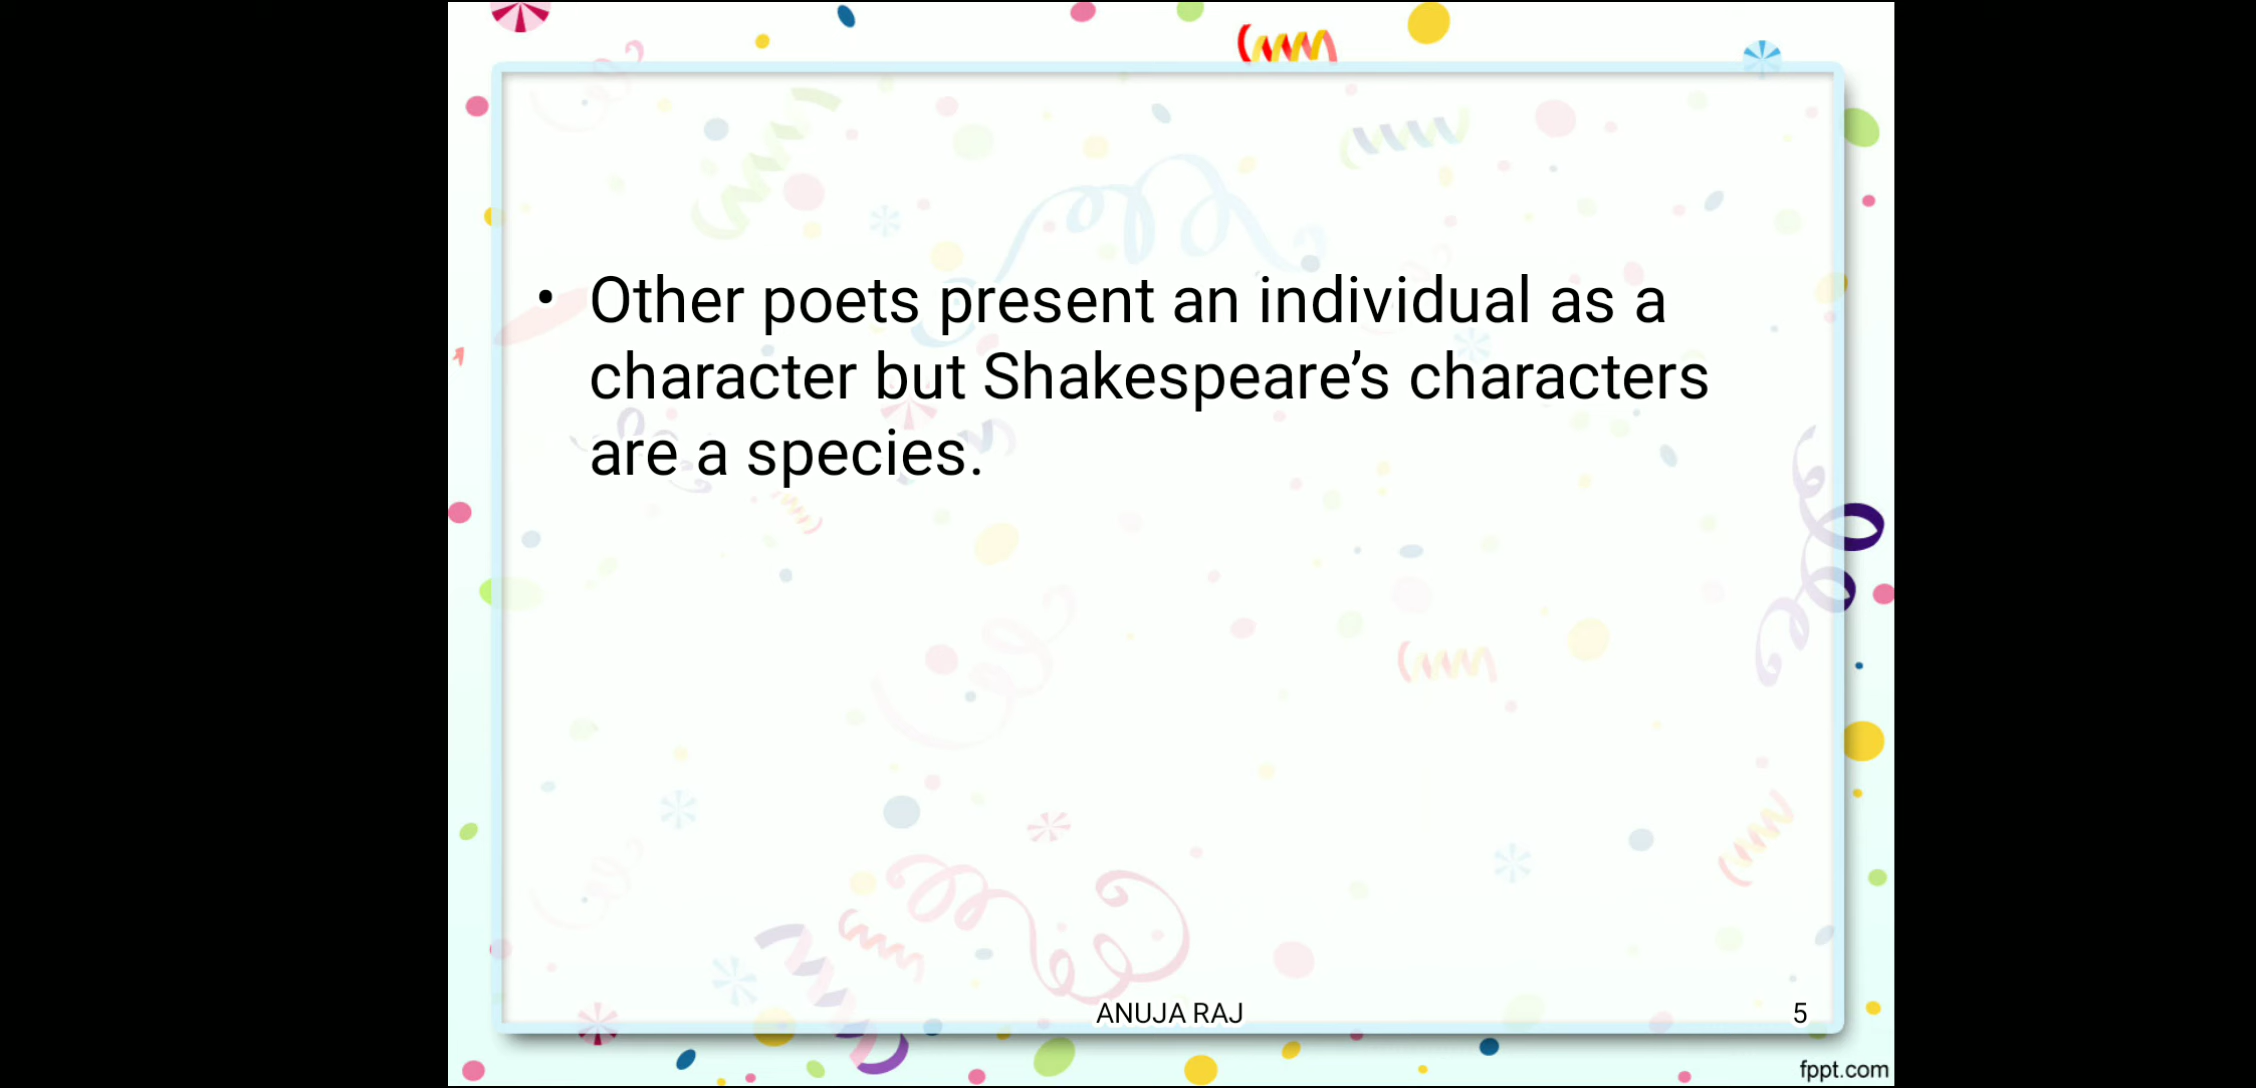 • Other poets present an individual as a
character but Shakespeare’s characters
are a species.
ANUJA RAJ
5
fppt.com